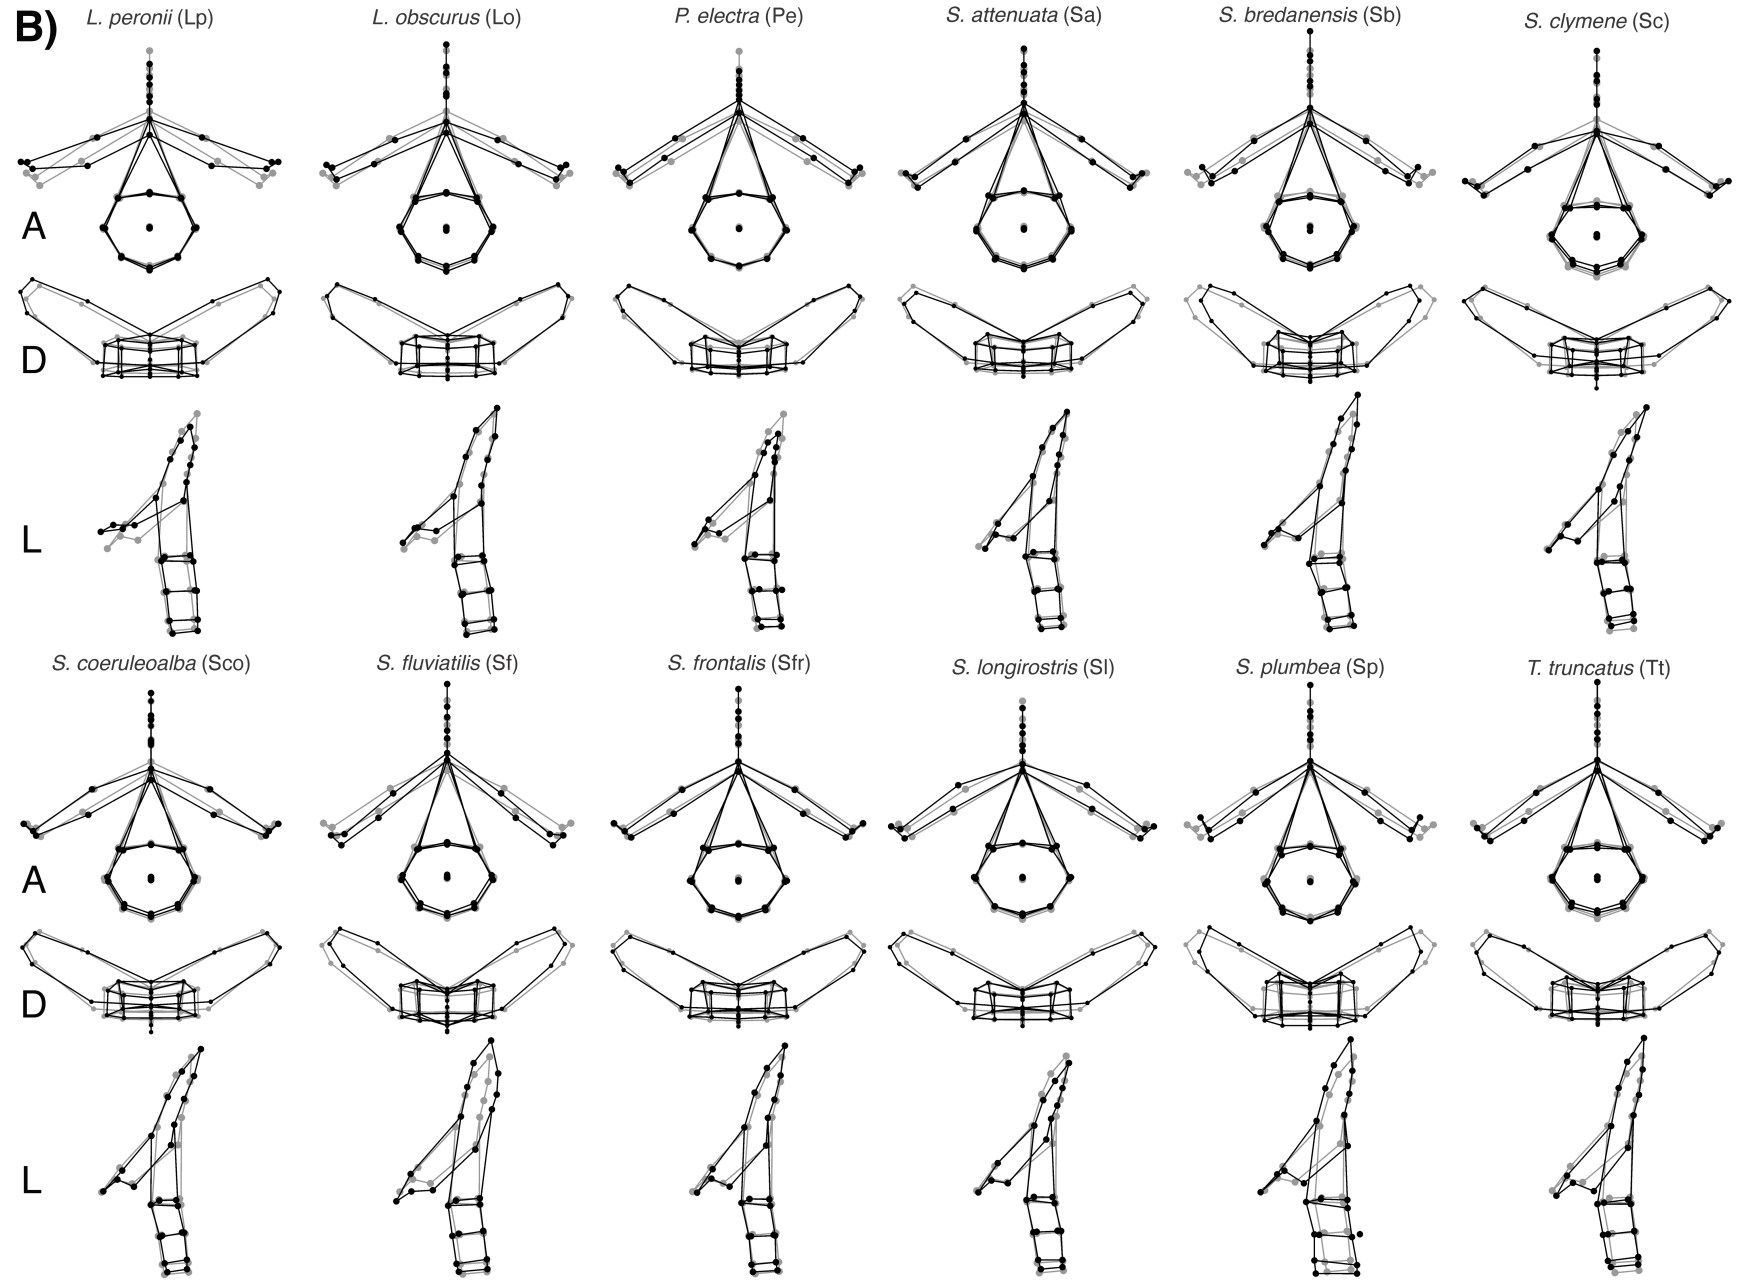 B)
L. peronii (Lp)
L. obscurus (Lo)
P. electra (Pe)
S. attenuata (Sa)
S. bredanensis (Sb)
S. clymene (Sc)
A
D
L
S. coeruleoalba (Sco)
S. fluviatilis (Sf)
S. frontalis (Sfr)
S. longirostris (Sl)
S. plumbea (Sp)
T. truncatus (Tt)
A
D
L